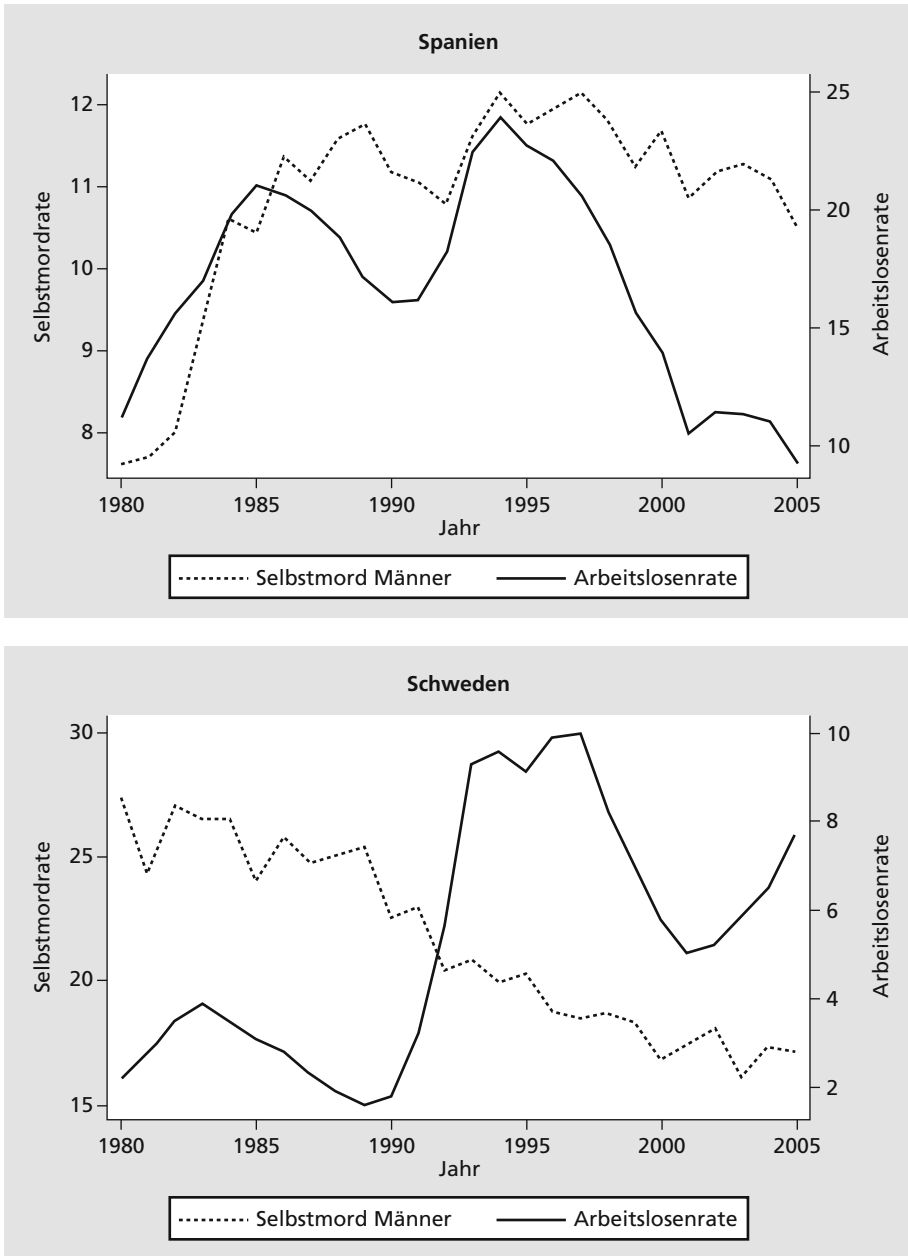 Spanien
12
11
10
9
8
Selbstmordrate
25
20
15
10
Arbeitslosenrate
1980 1985 1990 1995 2000 2005
Jahr
Selbstmord Männer Arbeitslosenrate
Schweden
30
25
20
15
Selbstmordrate
10
8
6
4
2
Arbeitslosenrate
1980 1985 1990 1995 2000 2005
Jahr
Selbstmord Männer Arbeitslosenrate